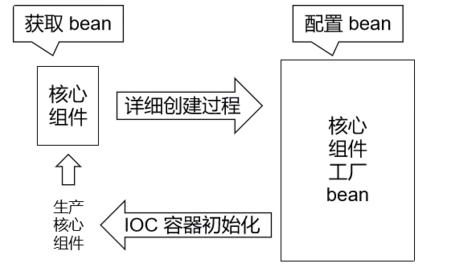 获取 bean
配置 bean
核心
组件
详细创建过程
核心
组件
工厂
bean
生产
核心
组件
IOC 容器初始化